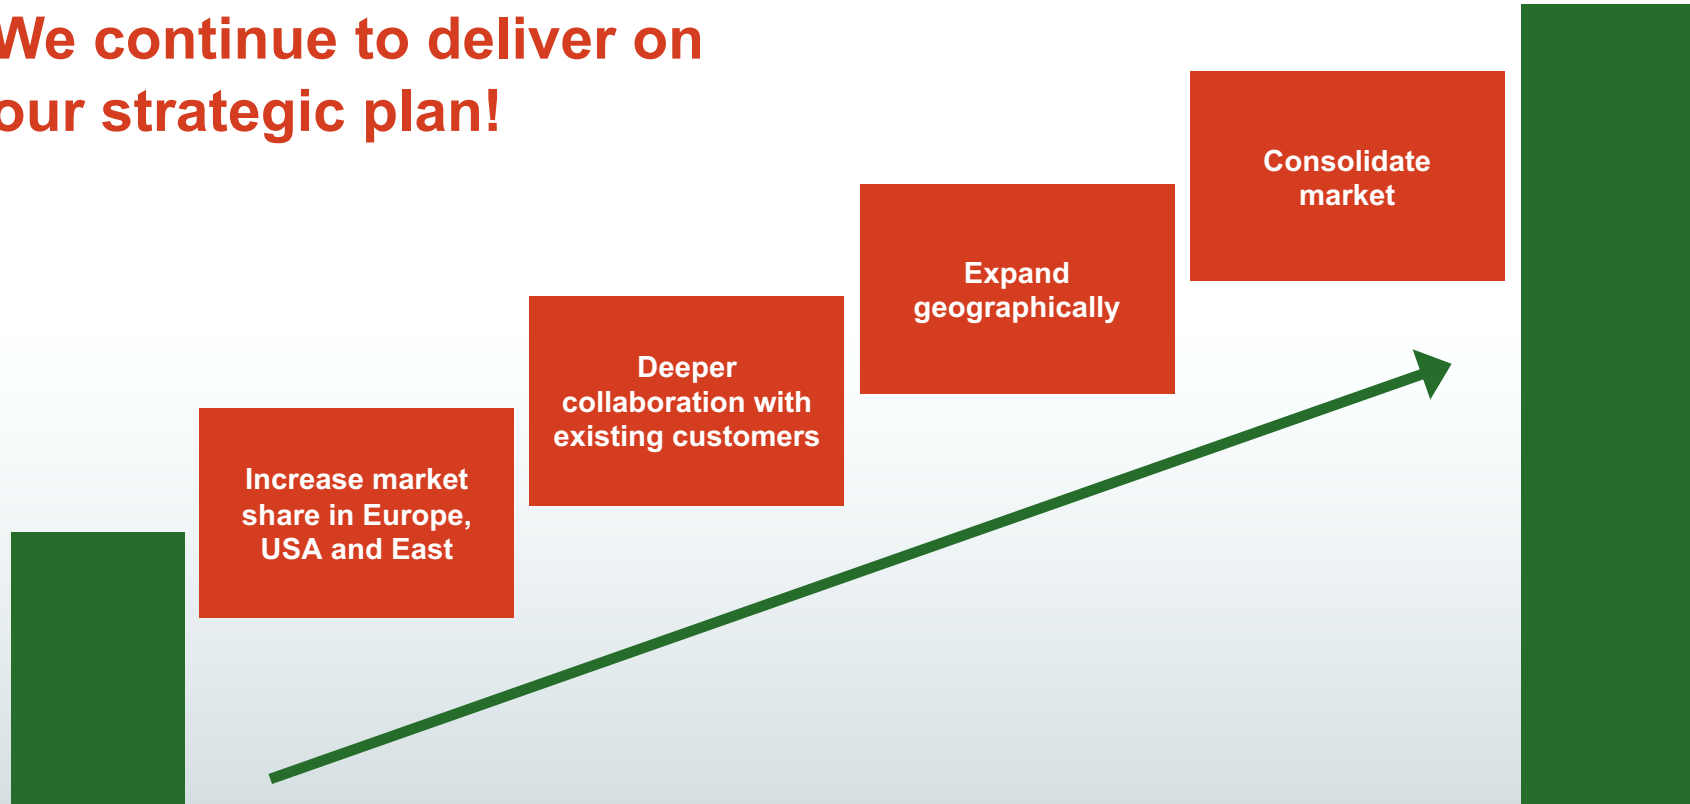 We continue to deliver on
our strategic plan!
Consolidate
market
Expand
geographically
Deeper
collaboration with
existing customers
Increase market
share in Europe,
USA and East